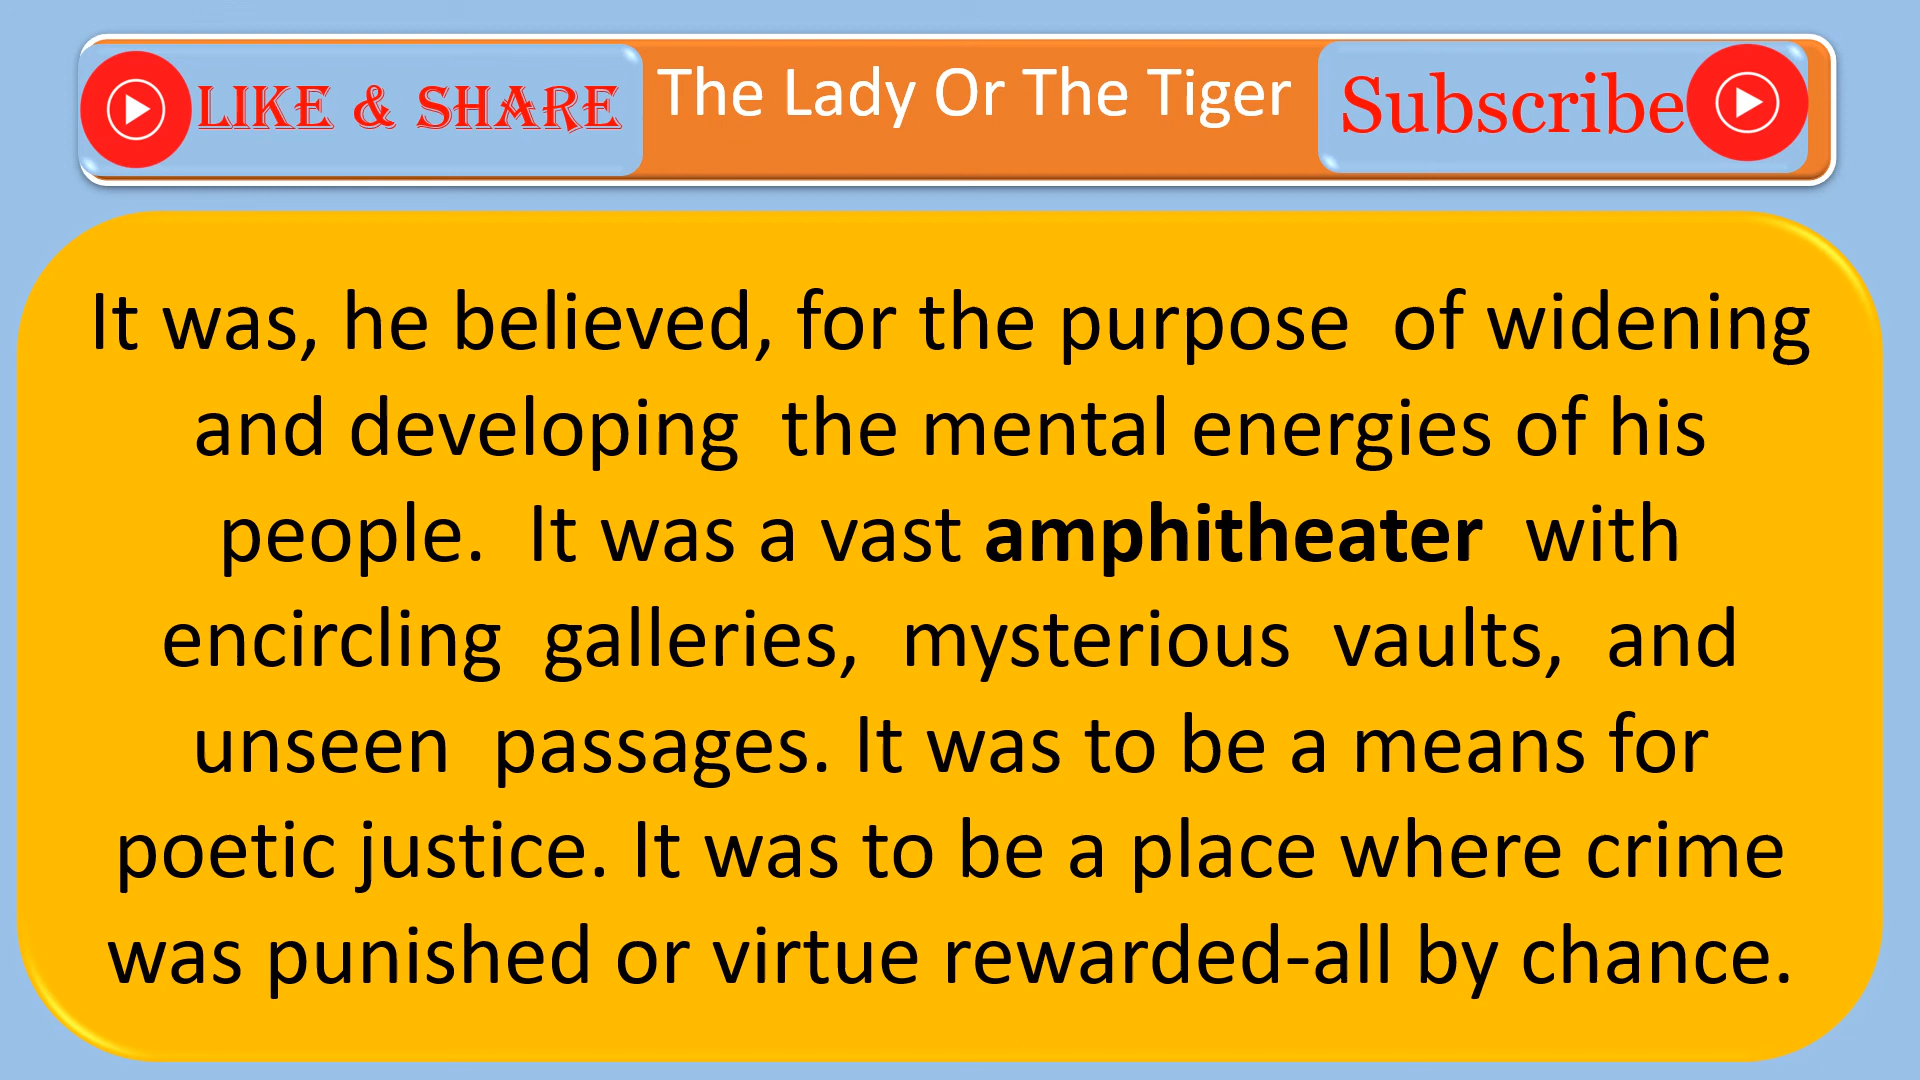 LIKE & SHARE
The Lady Or The Tiger
Subscribe
It was, he believed, for the purpose of widening
and developing the mental energies of his
people. It was a vast amphitheater with
encircling galleries, mysterious vaults, and
unseen passages. It was to be a means for
poetic justice. It was to be a place where crime
was punished or virtue rewarded-all by chance.